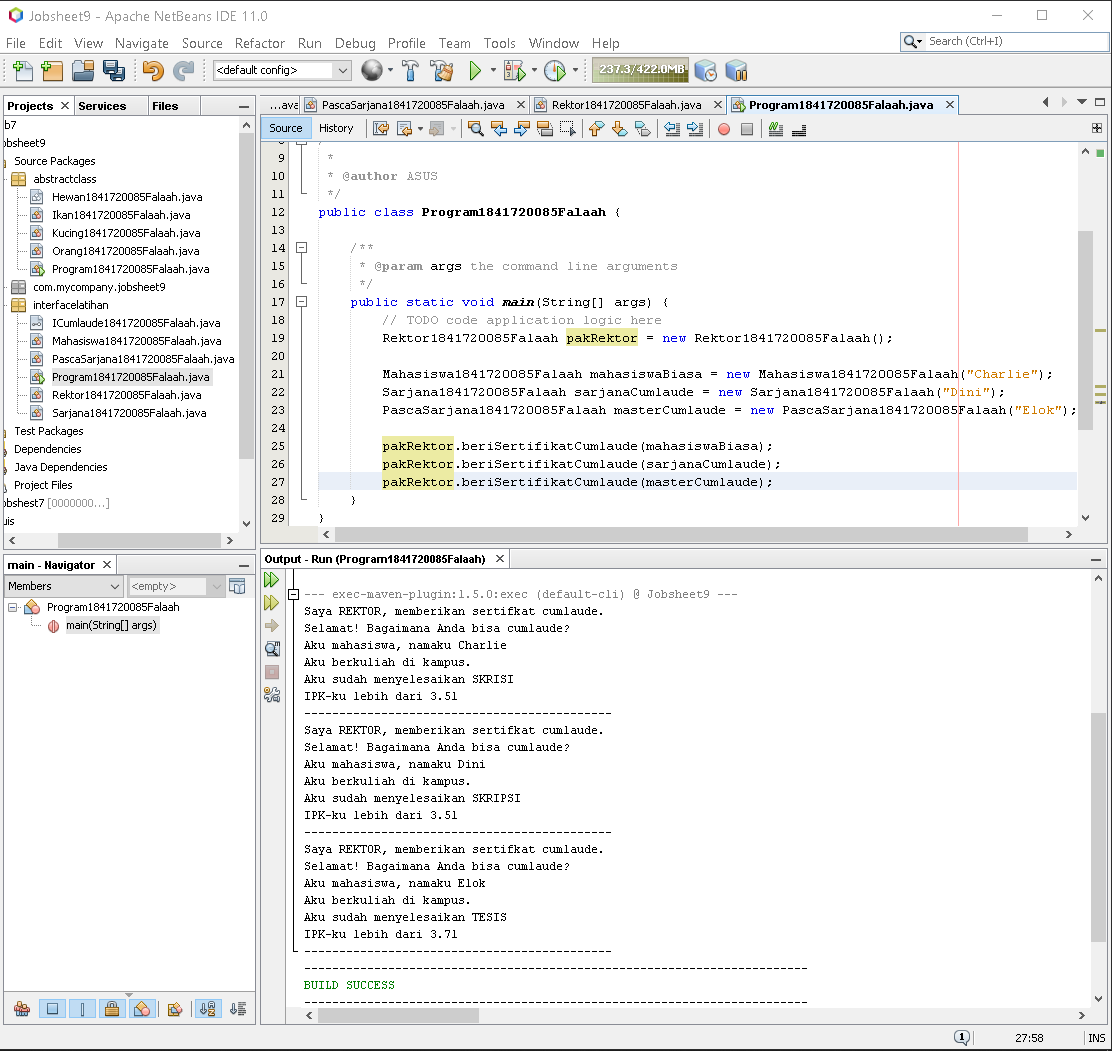 Jobsheet9 - Apache NetBeans IDE 11.0
File Edit View Navigate Source Refactor Run Debug Profile Team Tools Window Help
Search (Ctrl+I)
<default config>
237.3/422.0MB
Projects Services Files
b7
obsheet9
Source Packages
abstractclass
Hewan1841720085Falaah.java
Ikan1841720085Falaah.java
Kucing1841720085Falaah.java
Orang1841720085Falaah.java
Program1841720085Falaah.java
com.mycompany.jobsheet9
interfacelatihan
ICumlaude1841720085Falaah.java
Mahasiswa1841720085Falaah.java
PascaSarjana1841720085Falaah.java
Program1841720085Falaah.java
Rektor1841720085Falaah.java
Sarjana1841720085Falaah.java
Test Packages
Dependencies
Java Dependencies
Project Files
obshest7 [0000000...]
uis
main - Navigator
Members
<empty>
Program1841720085Falaah
main(String[] args)
...ava PascaSarjana1841720085Falaah.java Rektor1841720085Falaah.java Program1841720085Falaah.java
Source History
9 *
10 * @author ASUS
11 */
12 public class Program1841720085Falaah {
13
14 /**
15 * @param args the command line arguments
16 */
17 public static void main(String[] args) {
18 // TODO code application logic here
19 Rektor1841720085Falaah pakRektor = new Rektor1841720085Falaah();
20
21 Mahasiswa1841720085Falaah mahasiswaBiasa = new Mahasiswa1841720085Falaah("Charlie");
22 Sarjana1841720085Falaah sarjanaCumlaude = new Sarjana1841720085Falaah("Dini");
23 PascaSarjana1841720085Falaah masterCumlaude = new PascaSarjana1841720085Falaah("Elok");
24
25 pakRektor.beriSertifikatCumlaude(mahasiswaBiasa);
26 pakRektor.beriSertifikatCumlaude(sarjanaCumlaude);
27 pakRektor.beriSertifikatCumlaude(masterCumlaude);
28 }
29 }
Output - Run (Program1841720085Falaah)
--- exec-maven-plugin:1.5.0:exec (default-cli) @ Jobsheet9 ---
Saya REKTOR, memberikan sertifkat cumlaude.
Selamat! Bagaimana Anda bisa cumlaude?
Aku mahasiswa, namaku Charlie
Aku berkuliah di kampus.
Aku sudah menyelesaikan SKRISI
IPK-ku lebih dari 3.51
--------------------------------------------
Saya REKTOR, memberikan sertifkat cumlaude.
Selamat! Bagaimana Anda bisa cumlaude?
Aku mahasiswa, namaku Dini
Aku berkuliah di kampus.
Aku sudah menyelesaikan SKRIPSI
IPK-ku lebih dari 3.51
--------------------------------------------
Saya REKTOR, memberikan sertifkat cumlaude.
Selamat! Bagaimana Anda bisa cumlaude?
Aku mahasiswa, namaku Elok
Aku berkuliah di kampus.
Aku sudah menyelesaikan TESIS
IPK-ku lebih dari 3.71
--------------------------------------------
------------------------------------------------------------------------
BUILD SUCCESS
------------------------------------------------------------------------
1
27:58
INS